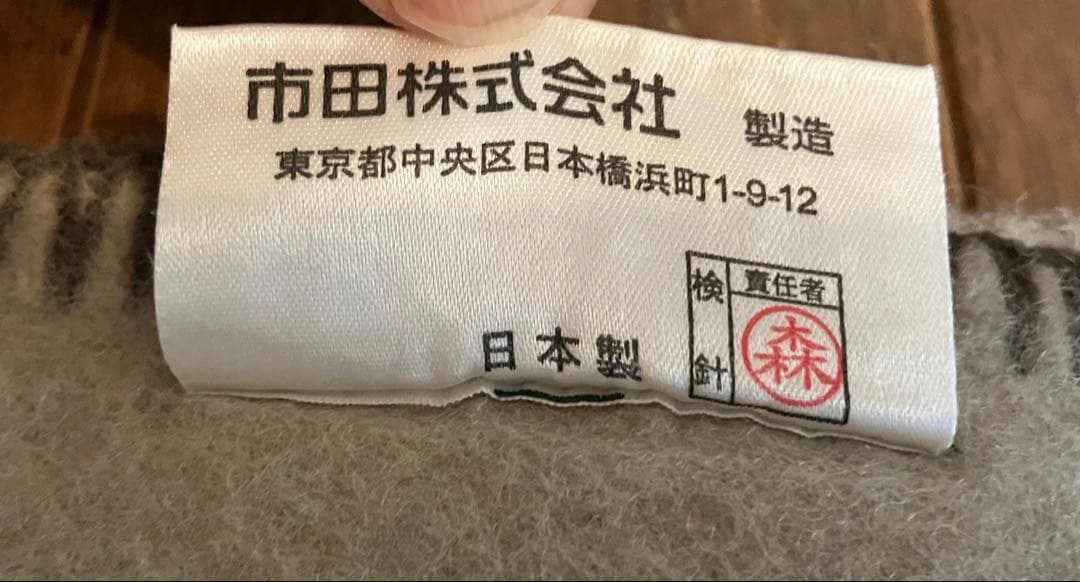 市田株式会社 製造
東京都中央区日本橋浜町1-9-12
日本製
検針
責任者
森